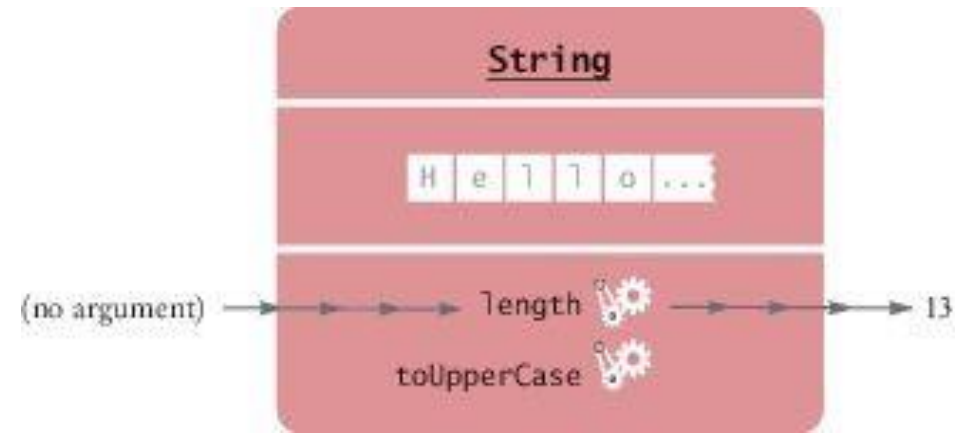 String
H e l l o ...
(no argument) length 13
toUpperCase